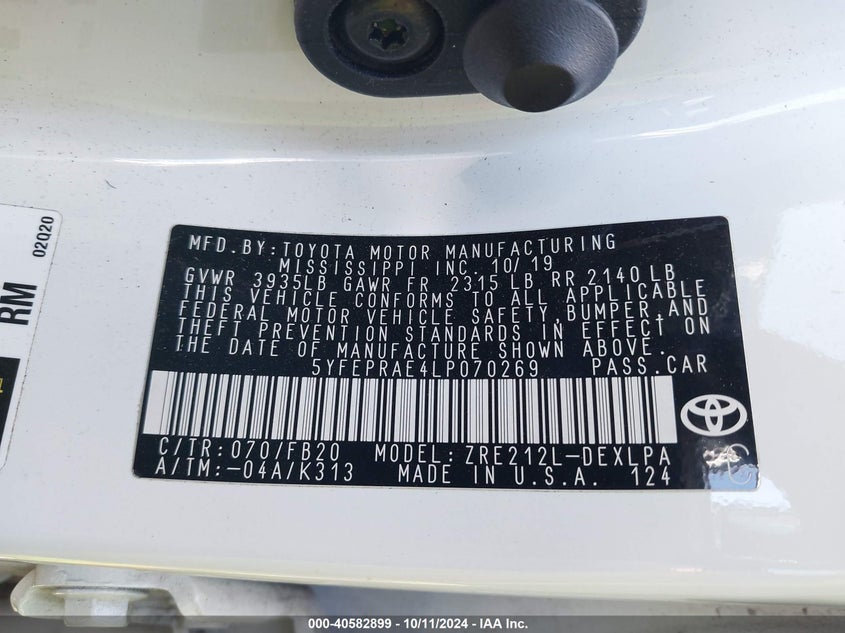 02Q20
RM
MFD.BY:TOYOTA MOTOR MANUFACTURING
MISSISSIPPI INC. 10/19
GVWR 3935LB GAWR FR 2315 LB RR 2140 LB
THIS VEHICLE CONFORMS TO ALL APPLICABLE
FEDERAL MOTOR VEHICLE SAFETY,BUMPER,AND
THEFT PREVENTION STANDARDS IN EFFECT ON
THE DATE OF MANUFACTURE SHOWN ABOVE.
5YFEPRAE4LP070269 PASS.CAR
C/TR:070/FB20 MODEL:ZRE212L-DEXLPA
A/TM:-04A/K313 MADE IN U.S.A. 124
000-40582899 - 10/11/2024 - IAA Inc.